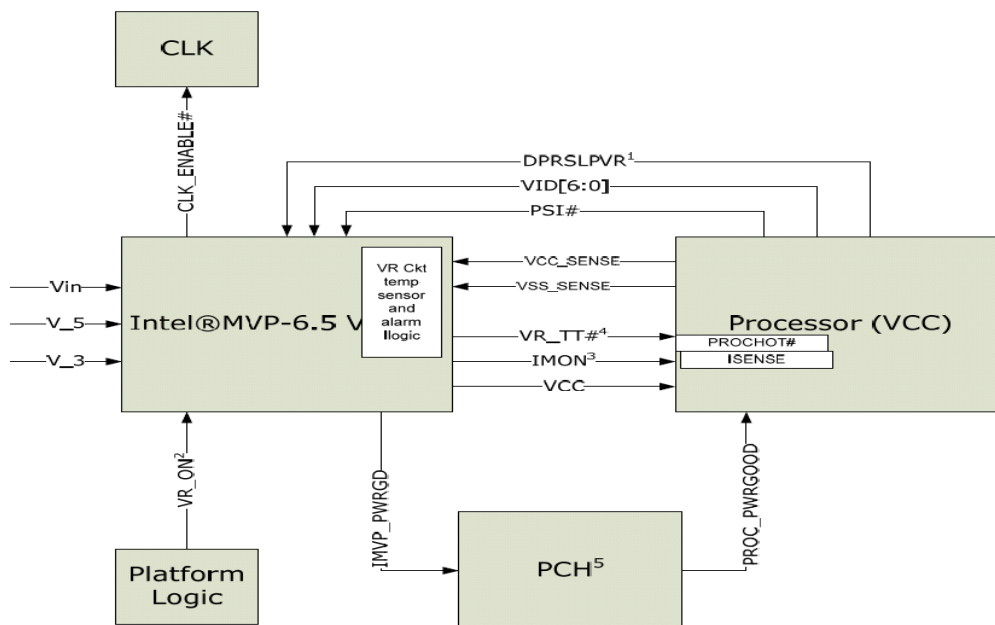 CLK
CLK_ENABLE#
DPRSLPVR¹
VID[6:0]
PSI#
Vin
V_5
V_3
Intel®MVP-6.5 V
VR Ckt
temp
sensor
and
alarm
llogic
VCC_SENSE
VSS_SENSE
VR_TT#⁴
IMON³
VCC
Processor (VCC)
PROCHOT#
ISENSE
VR_ON²
IMVP_PWRGD
PROC_PWRGOOD
Platform
Logic
PCH⁵